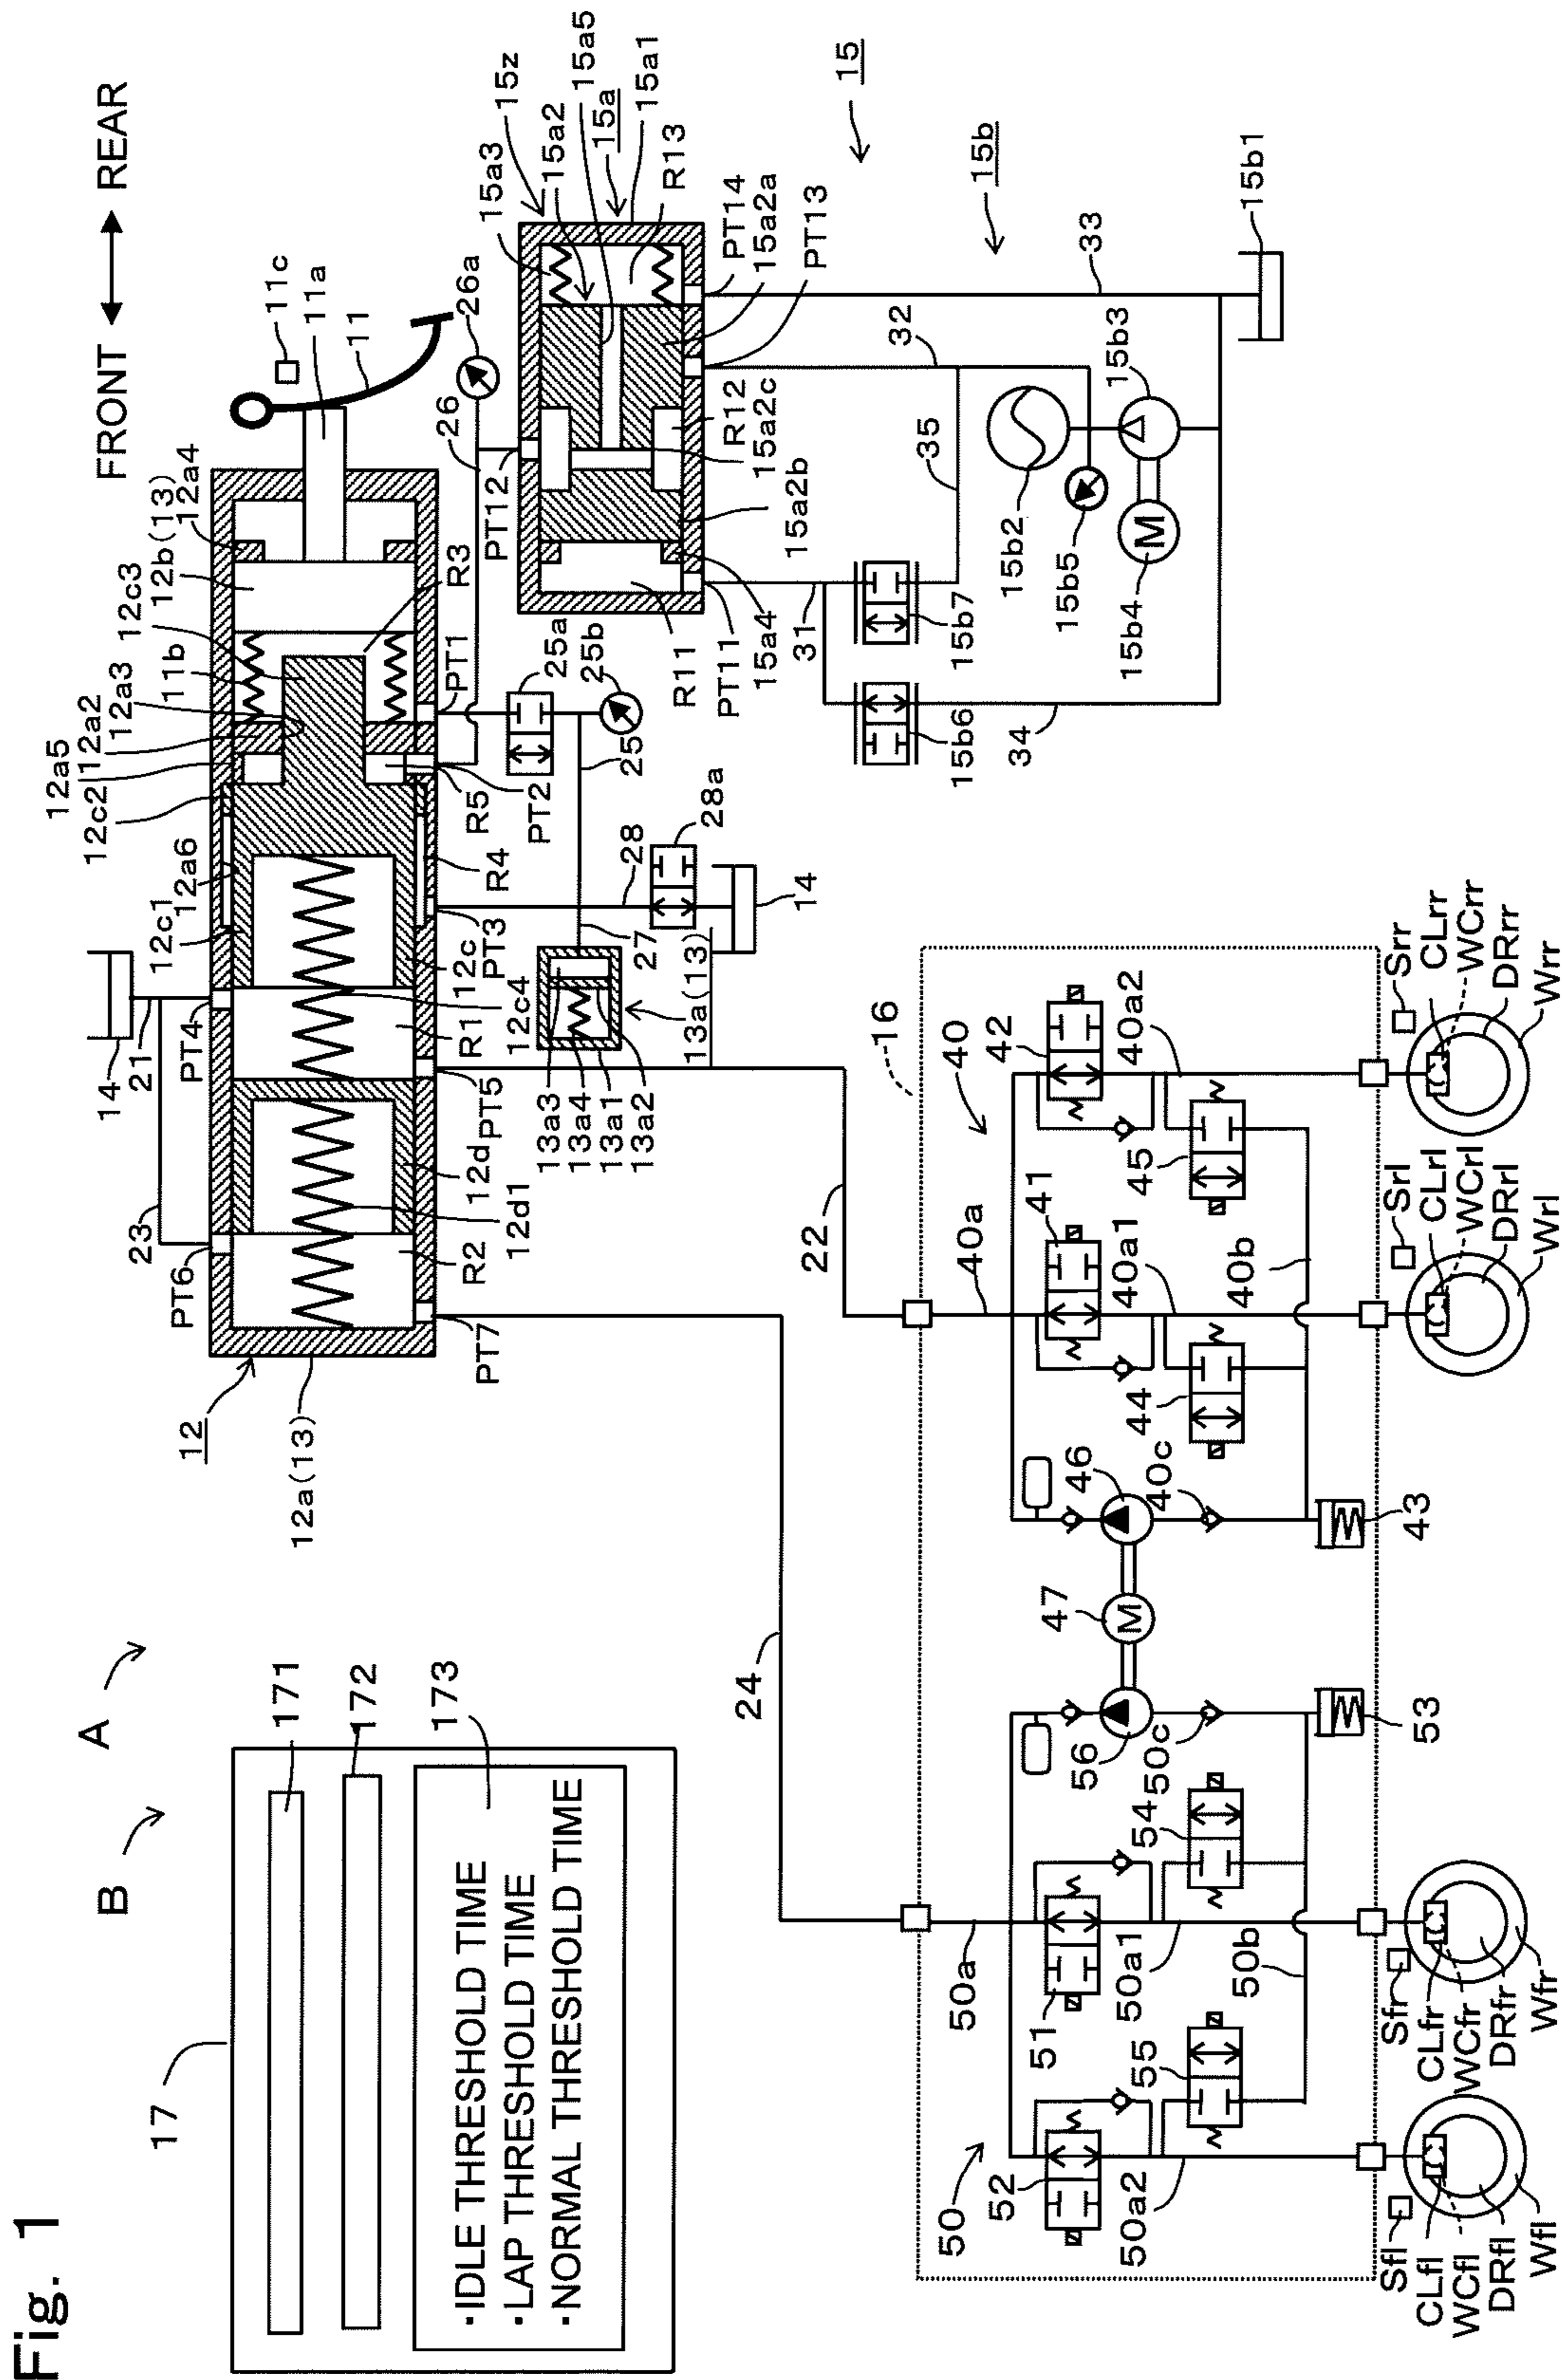 Fig. 1
A
B
17
171
172
173
・IDLE THRESHOLD TIME
・LAP THRESHOLD TIME
・NORMAL THRESHOLD TIME
FRONT ↔ REAR
12
12a(13)
PT6
23
21
14
PT4
12c1
12a6
12c2
12a5
12a2
12a3
11b
12c3
12b(13)
12a4
11c
11a
11
R3
PT7
R2
12d1
12d
PT5
R1
12c4
12c
PT3
R4
R5
PT2
PT1
26
26a
25a
25b
25
28a
28
14
27
13a(13)
13a3
13a4
13a1
13a2
22
24
PT12
15a3
15a2
15z
15a5
15a
15a1
R13
PT14
15a2a
PT13
R12
15a2c
15a2b
R11
PT11
15a4
15
15b
31
35
32
33
34
15b7
15b6
15b2
15b5
15b4
M
15b3
15b1
16
50
50a
52
51
55
54
50a2
50a1
50b
56
50c
53
47
M
46
40c
43
40
40a
41
42
44
45
40a1
40a2
40b
Sfl
CLfl
WCfl
DRfl
Wfl
Sfr
CLfr
WCfr
DRfr
Wfr
Srl
CLrl
WCrl
DRrl
Wrl
Srr
CLrr
WCrr
DRrr
Wrr